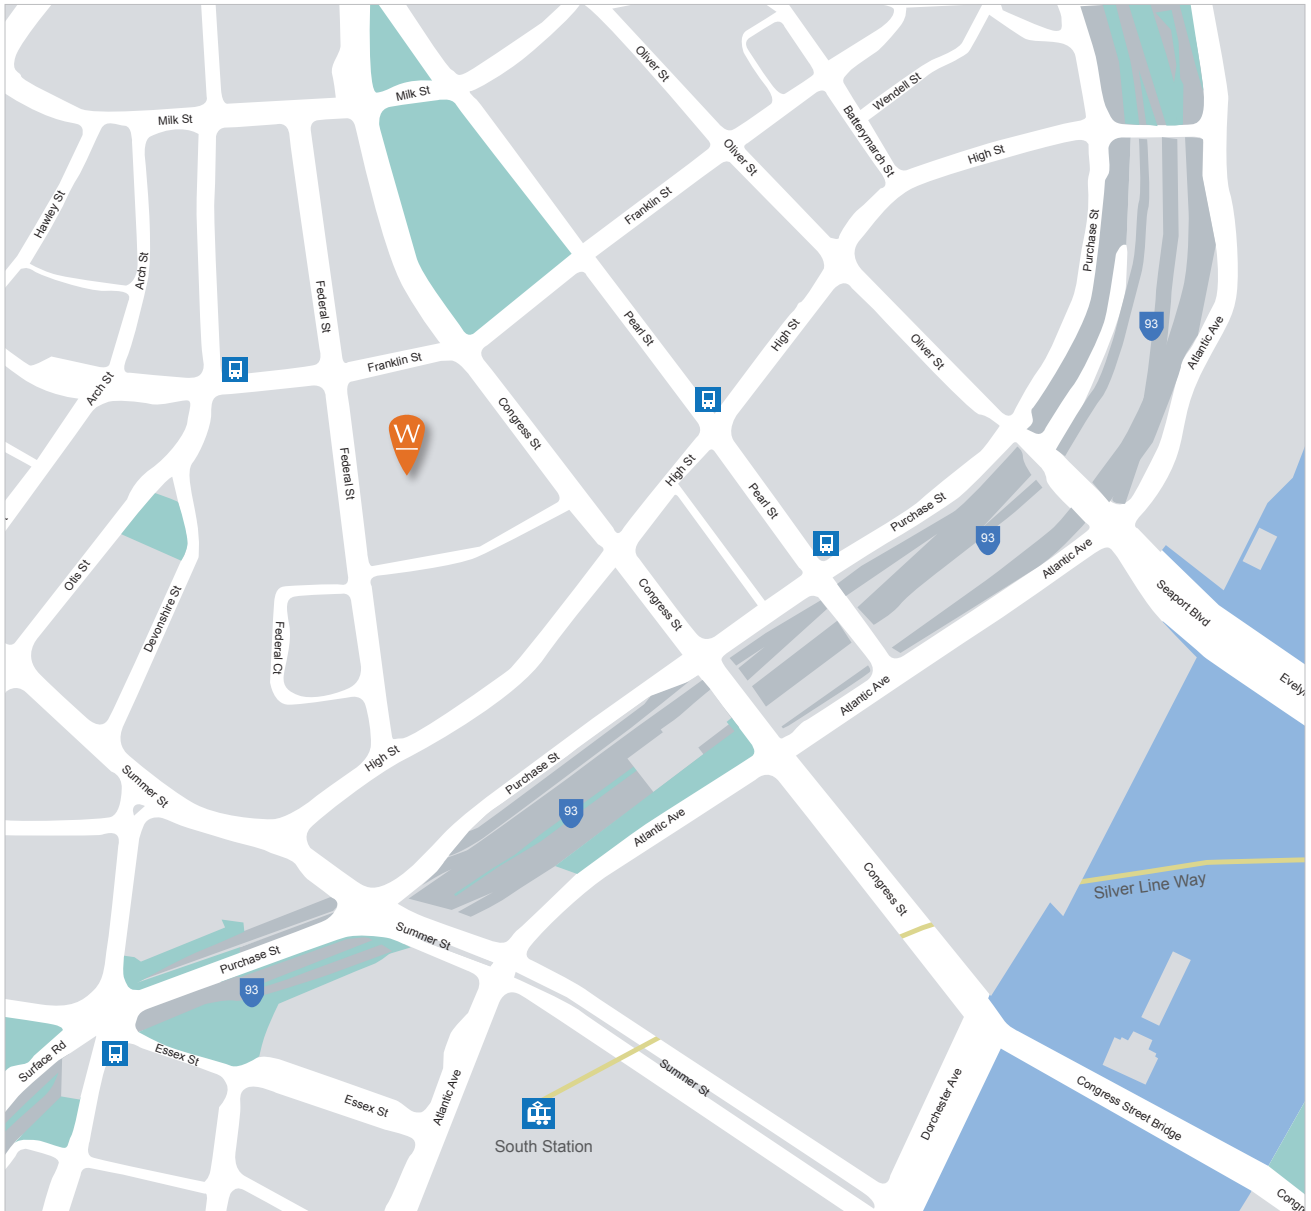 Milk St
Milk St
Oliver St
Wendell St
Batterymarch St
Oliver St
High St
Hawley St
Arch St
Franklin St
Purchase St
Federal St
Pearl St
High St
93
Atlantic Ave
Franklin St
Oliver St
Arch St
W
Congress St
Federal St
High St
Pearl St
Purchase St
93
Atlantic Ave
Otis St
Devonshire St
Congress St
Seaport Blvd
Federal Ct
Evely
Atlantic Ave
High St
Summer St
Purchase St
93
Atlantic Ave
Congress St
Silver Line Way
Summer St
Purchase St
93
Surface Rd
Essex St
Essex St
Atlantic Ave
Summer St
South Station
Dorchester Ave
Congress Street Bridge
Congr